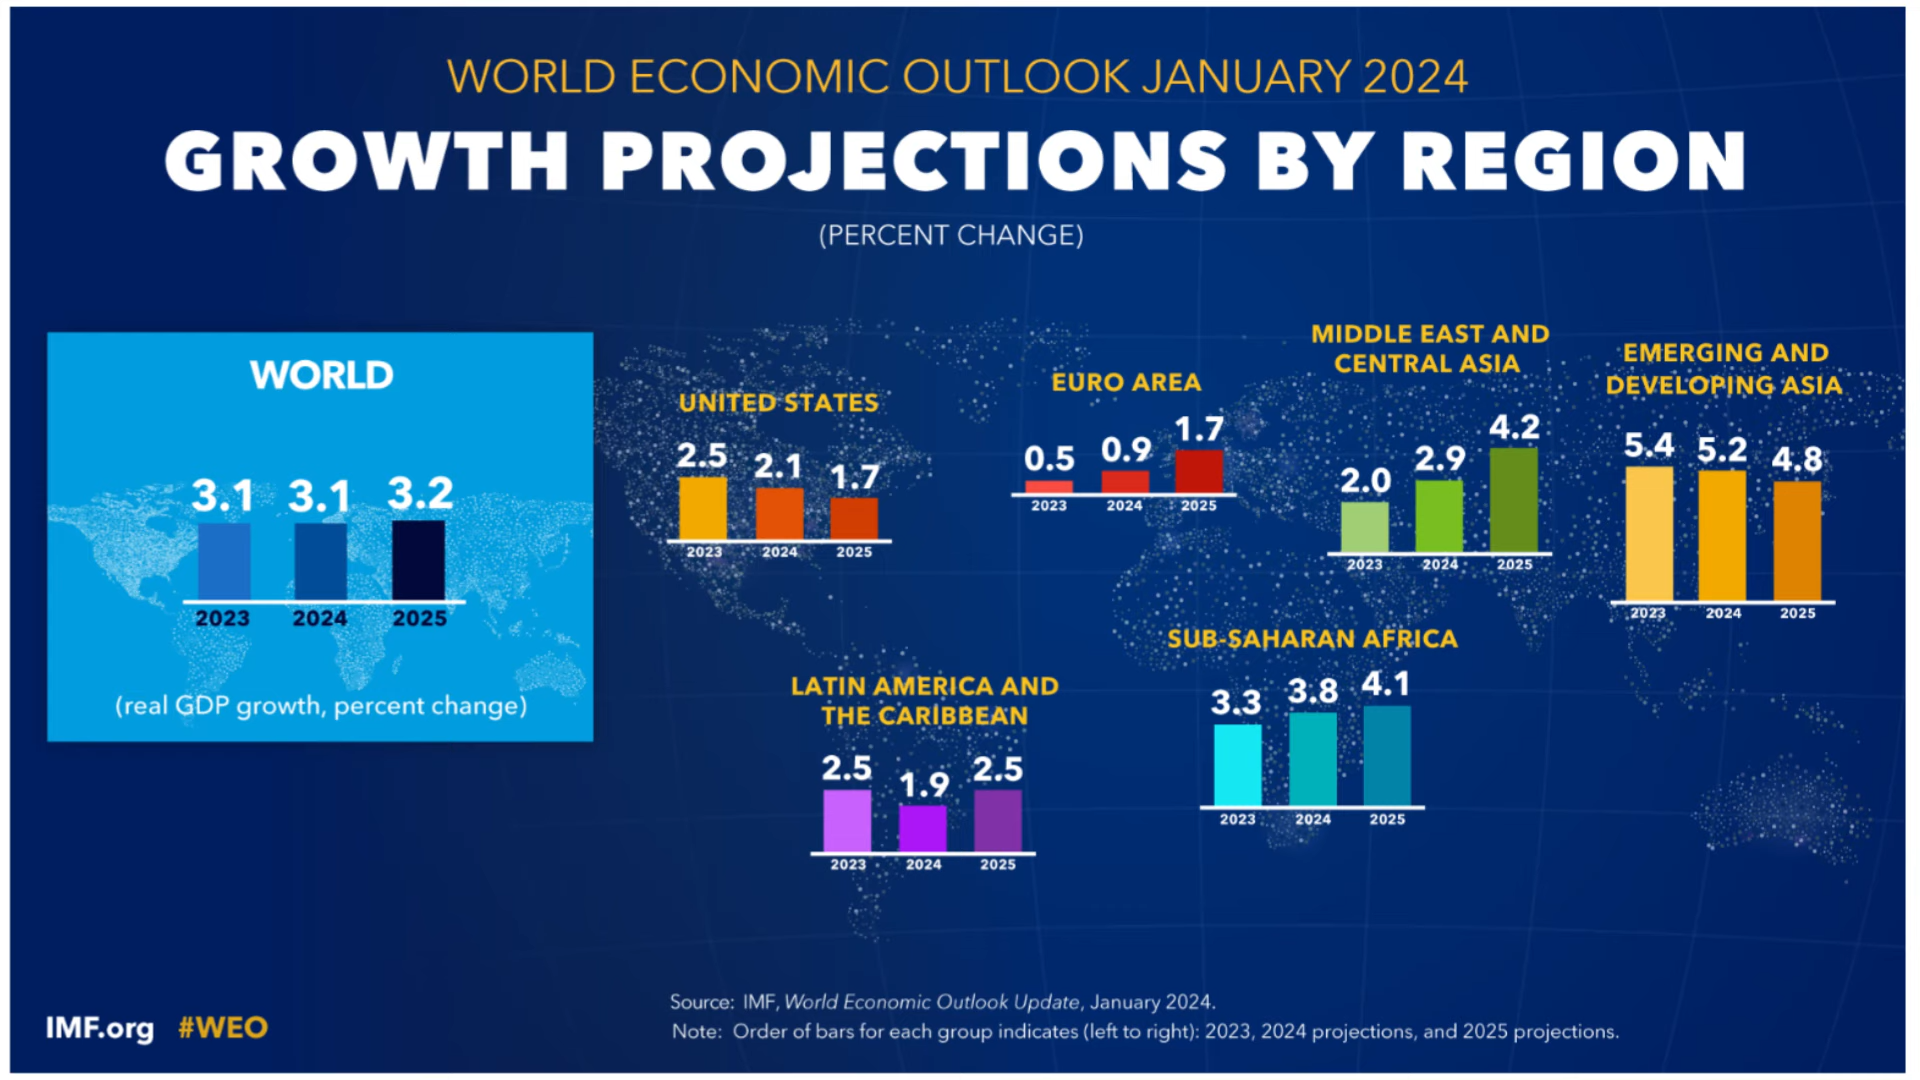 WORLD ECONOMIC OUTLOOK JANUARY 2024
GROWTH PROJECTIONS BY REGION
(PERCENT CHANGE)
WORLD
3.1 3.1 3.2
2023 2024 2025
(real GDP growth, percent change)
UNITED STATES
2.5 2.1 1.7
2023 2024 2025
EURO AREA
0.5 0.9 1.7
2023 2024 2025
MIDDLE EAST AND
CENTRAL ASIA
2.0 2.9 4.2
2023 2024 2025
EMERGING AND
DEVELOPING ASIA
5.4 5.2 4.8
2023 2024 2025
LATIN AMERICA AND
THE CARIBBEAN
2.5 1.9 2.5
2023 2024 2025
SUB-SAHARAN AFRICA
3.3 3.8 4.1
2023 2024 2025
IMF.org #WEO
Source: IMF, World Economic Outlook Update, January 2024.
Note: Order of bars for each group indicates (left to right): 2023, 2024 projections, and 2025 projections.